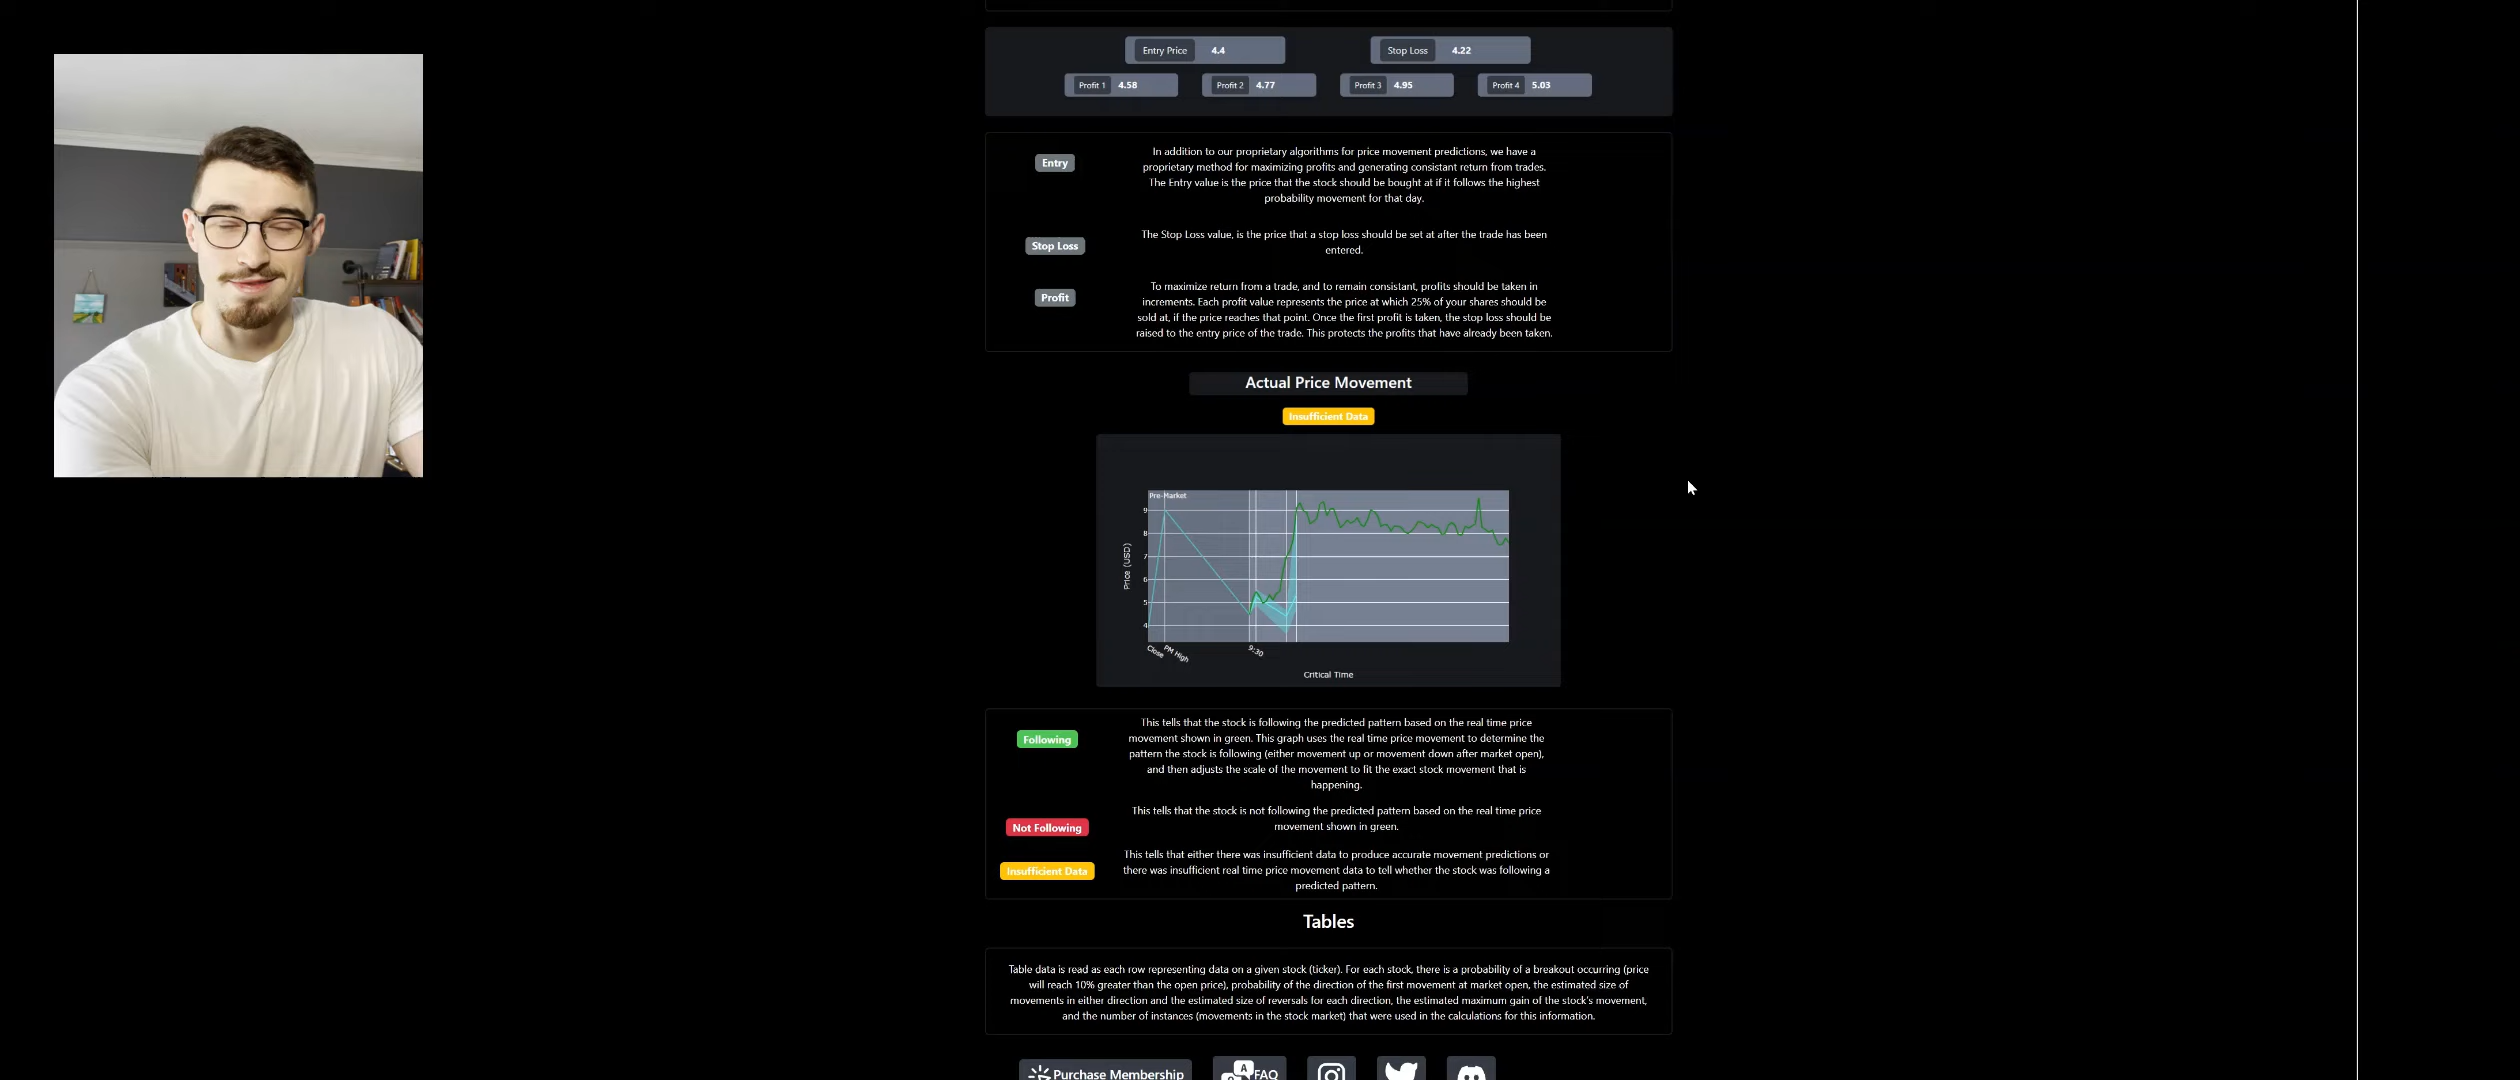 Entry Price 4.4 Stop Loss 4.22
Profit 1 4.58 Profit 2 4.77 Profit 3 4.95 Profit 4 5.03
Entry
In addition to our proprietary algorithms for price movement predictions, we have a
proprietary method for maximizing profits and generating consistant return from trades.
The Entry value is the price that the stock should be bought at if it follows the highest
probability movement for that day.
Stop Loss
The Stop Loss value, is the price that a stop loss should be set at after the trade has been
entered.
Profit
To maximize return from a trade, and to remain consistant, profits should be taken in
increments. Each profit value represents the price at which 25% of your shares should be
sold at, if the price reaches that point. Once the first profit is taken, the stop loss should be
raised to the entry price of the trade. This protects the profits that have already been taken.
Actual Price Movement
Insufficient Data
Pre-Market
9
8
7
6
5
4
Price (USD)
Close PM High 9:30
Critical Time
Following
This tells that the stock is following the predicted pattern based on the real time price
movement shown in green. This graph uses the real time price movement to determine the
pattern the stock is following (either movement up or movement down after market open),
and then adjusts the scale of the movement to fit the exact stock movement that is
happening.
Not Following
This tells that the stock is not following the predicted pattern based on the real time price
movement shown in green.
Insufficient Data
This tells that either there was insufficient data to produce accurate movement predictions or
there was insufficient real time price movement data to tell whether the stock was following a
predicted pattern.
Tables
Table data is read as each row representing data on a given stock (ticker). For each stock, there is a probability of a breakout occurring (price
will reach 10% greater than the open price), probability of the direction of the first movement at market open, the estimated size of
movements in either direction and the estimated size of reversals for each direction, the estimated maximum gain of the stock's movement,
and the number of instances (movements in the stock market) that were used in the calculations for this information.
Purchase Membership A FAQ